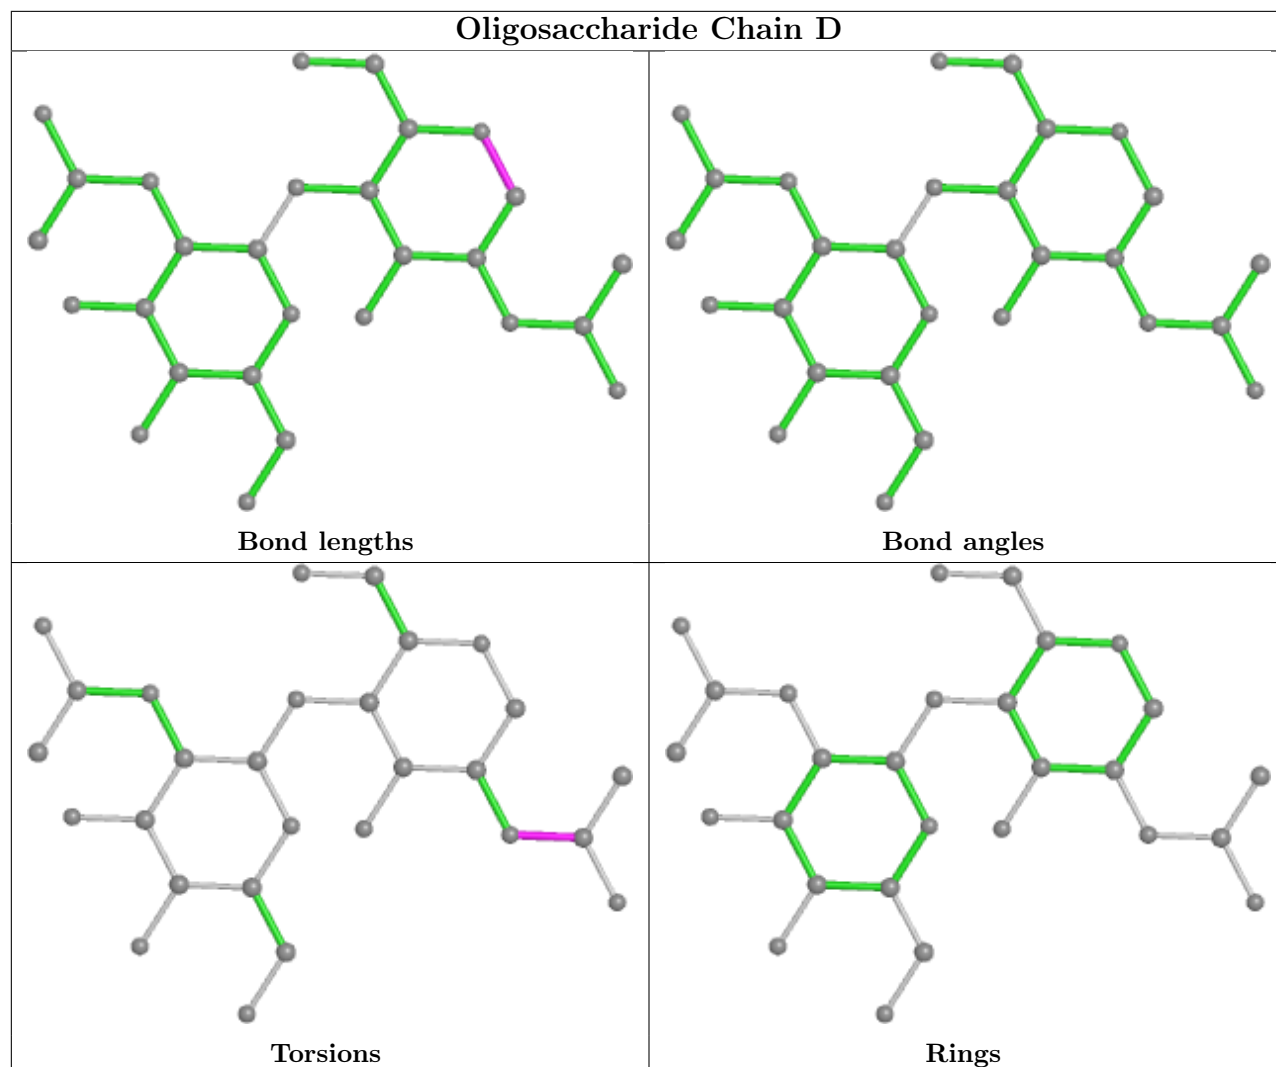 Oligosaccharide Chain D
Bond lengths
Bond angles
Torsions
Rings